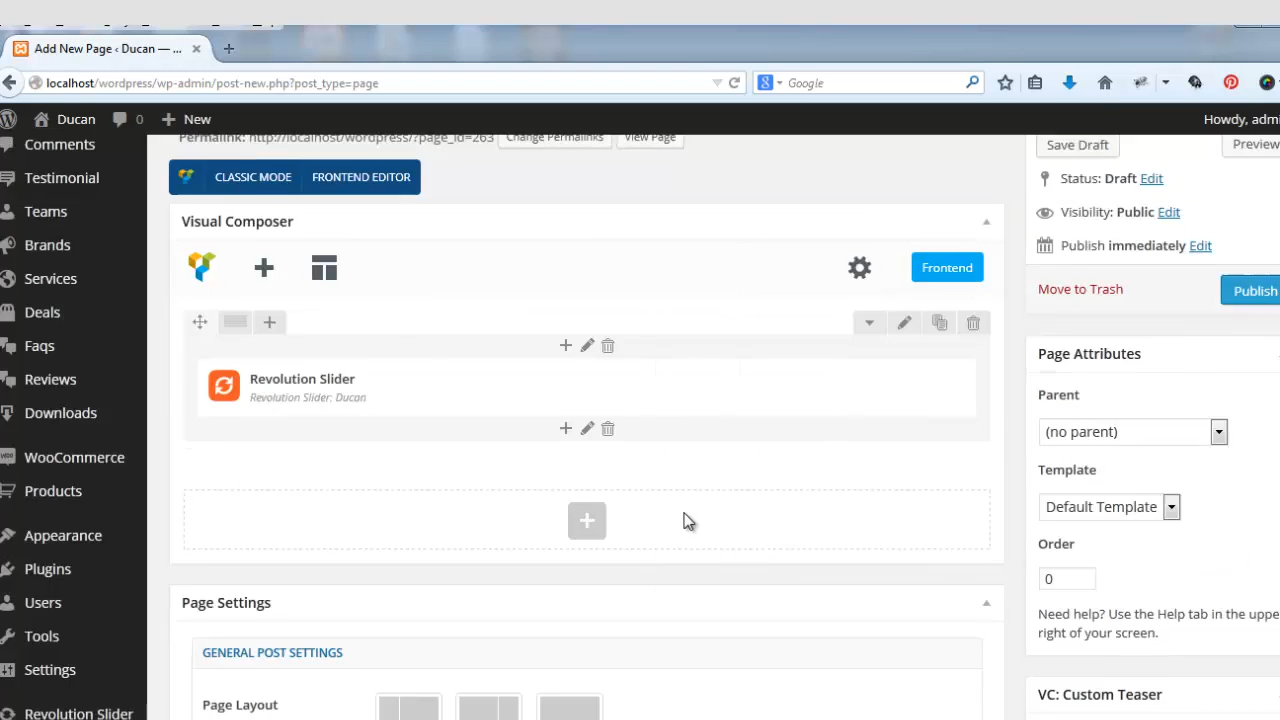 Add New Page ‹ Ducan — ...
localhost/wordpress/wp-admin/post-new.php?post_type=page
Google
Ducan
0
New
Howdy, admi
Permalink: http://localhost/wordpress/?page_id=263
Change Permalinks
View Page
Comments
Testimonial
Teams
Brands
Services
Deals
Faqs
Reviews
Downloads
WooCommerce
Products
Appearance
Plugins
Users
Tools
Settings
Revolution Slider
CLASSIC MODE
FRONTEND EDITOR
Visual Composer
Frontend
Revolution Slider
Revolution Slider: Ducan
Page Settings
GENERAL POST SETTINGS
Page Layout
Save Draft
Preview
Status: Draft Edit
Visibility: Public Edit
Publish immediately Edit
Move to Trash
Publish
Page Attributes
Parent
(no parent)
Template
Default Template
Order
0
Need help? Use the Help tab in the upper
right of your screen.
VC: Custom Teaser